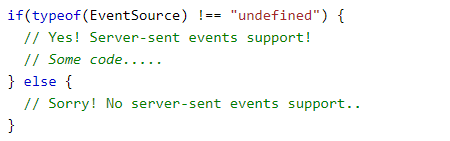 if(typeof(EventSource) !== "undefined") {
  // Yes! Server-sent events support!
  // Some code.....
} else {
  // Sorry! No server-sent events support..
}